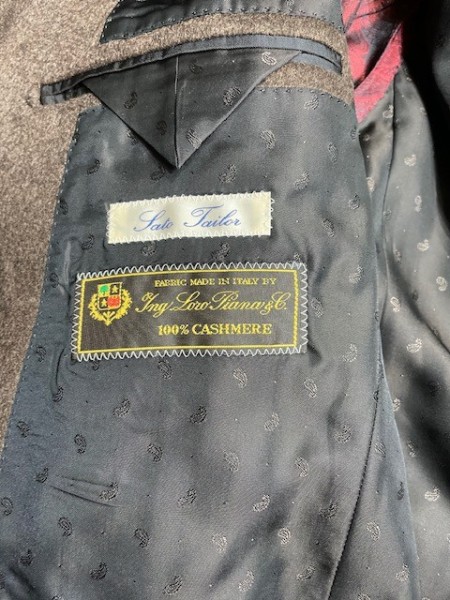 Sato Tailor
FABRIC MADE IN ITALY BY
Ing. Loro Piana & C.
100% CASHMERE